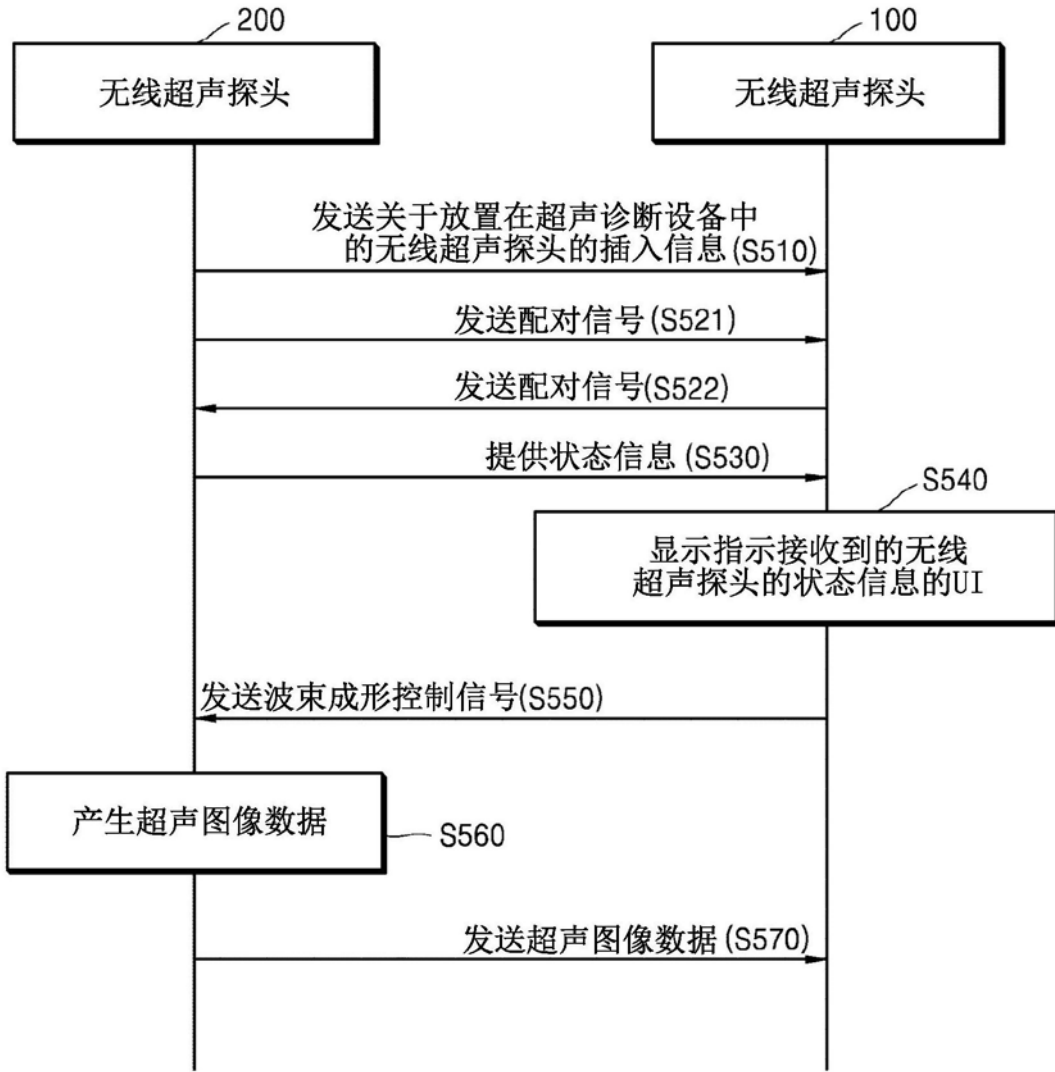 200
100
无线超声探头
无线超声探头
发送关于放置在超声诊断设备中
的无线超声探头的插入信息(S510)
发送配对信号(S521)
发送配对信号(S522)
提供状态信息(S530)
S540
显示指示接收到的无线
超声探头的状态信息的UI
发送波束成形控制信号(S550)
产生超声图像数据
S560
发送超声图像数据(S570)